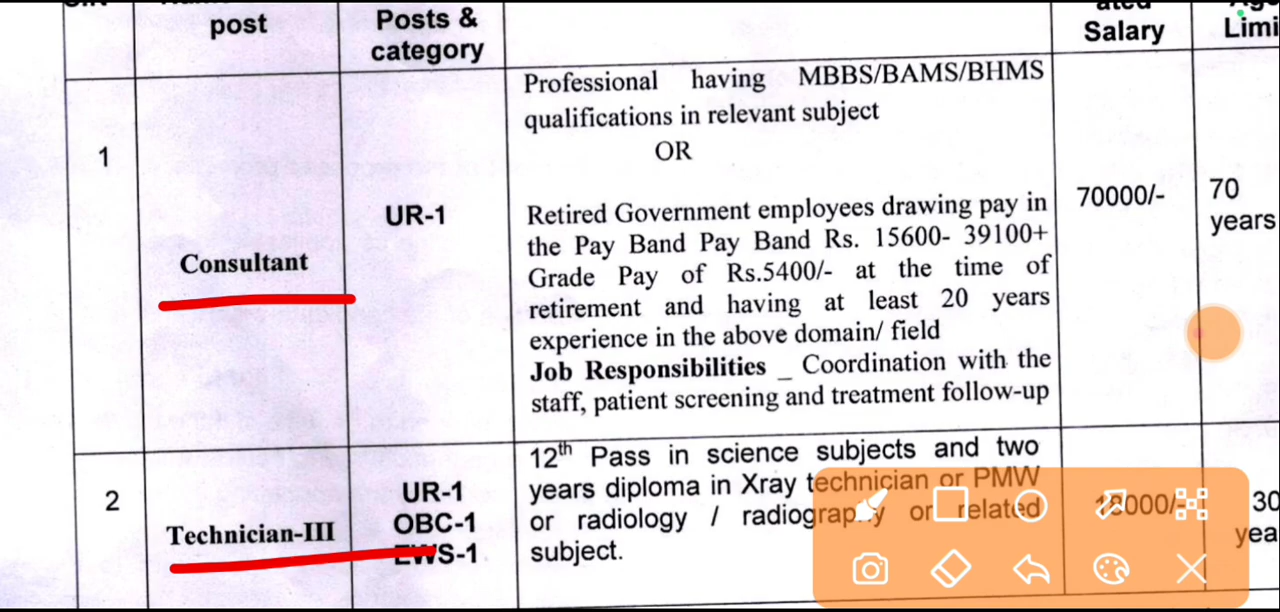 post
Posts &
category
Salary
Limi
1
Consultant
UR-1
Professional having MBBS/BAMS/BHMS
qualifications in relevant subject
OR
Retired Government employees drawing pay in
the Pay Band Pay Band Rs. 15600- 39100+
Grade Pay of Rs.5400/- at the time of
retirement and having at least 20 years
experience in the above domain/ field
Job Responsibilities _ Coordination with the
staff, patient screening and treatment follow-up
70000/-
70
years
2
Technician-III
UR-1
OBC-1
EWS-1
12th Pass in science subjects and two
years diploma in Xray technician or PMW
or radiology / radiography or related
subject.
30
yea